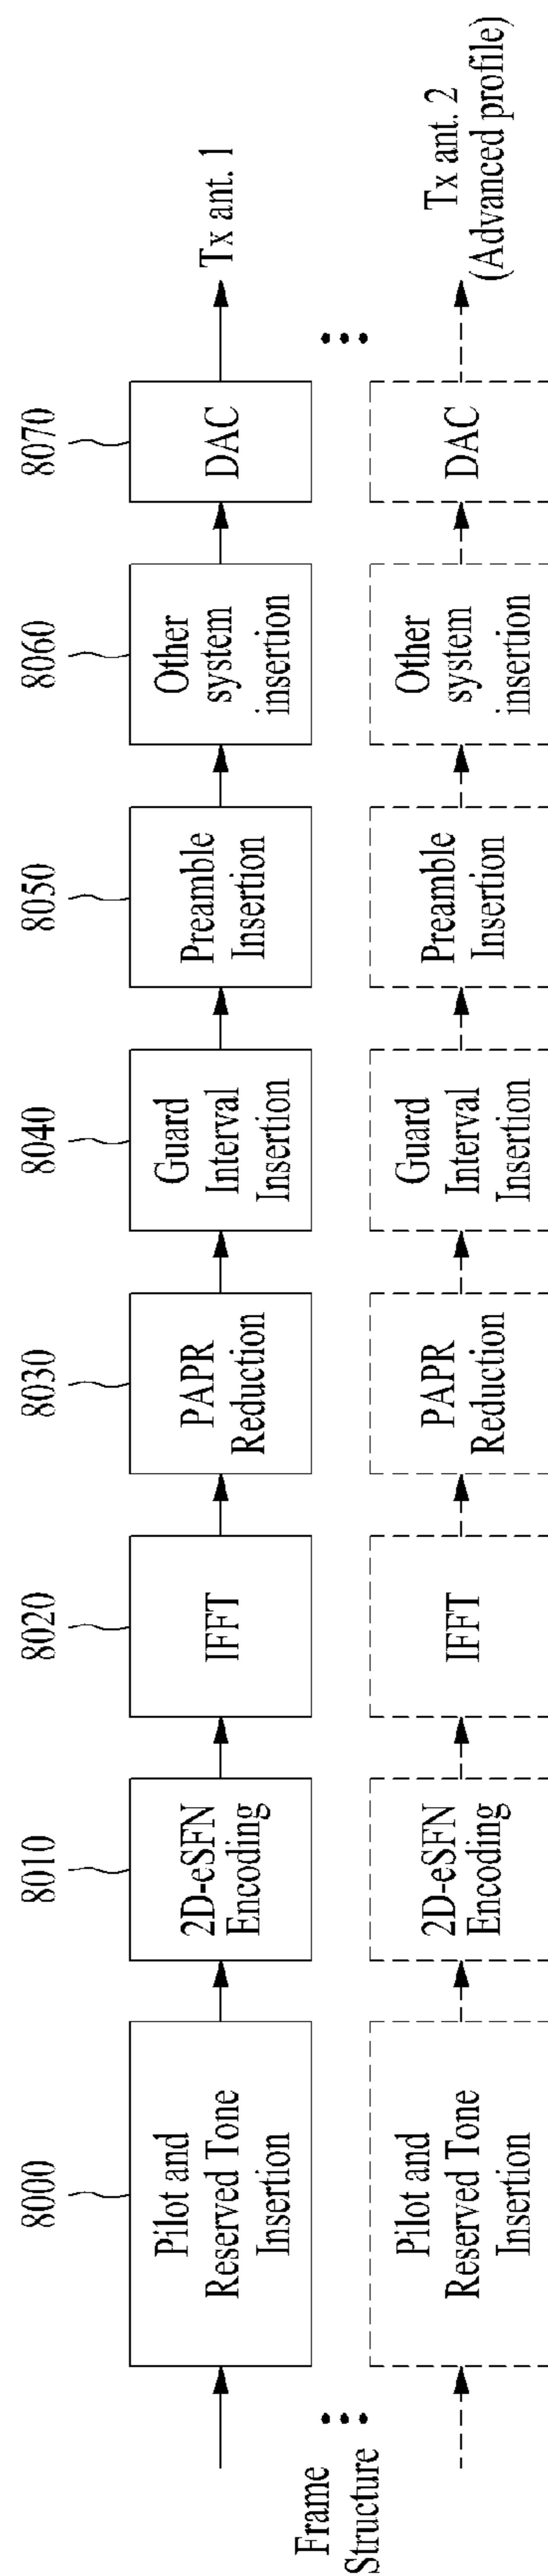 8000
8010
8020
8030
8040
8050
8060
8070
Pilot and
Reserved Tone
Insertion
2D-eSFN
Encoding
IFFT
PAPR
Reduction
Guard
Interval
Insertion
Preamble
Insertion
Other
system
insertion
DAC
Tx ant. 1
Frame
Structure
Pilot and
Reserved Tone
Insertion
2D-eSFN
Encoding
IFFT
PAPR
Reduction
Guard
Interval
Insertion
Preamble
Insertion
Other
system
insertion
DAC
Tx ant. 2
(Advanced profile)